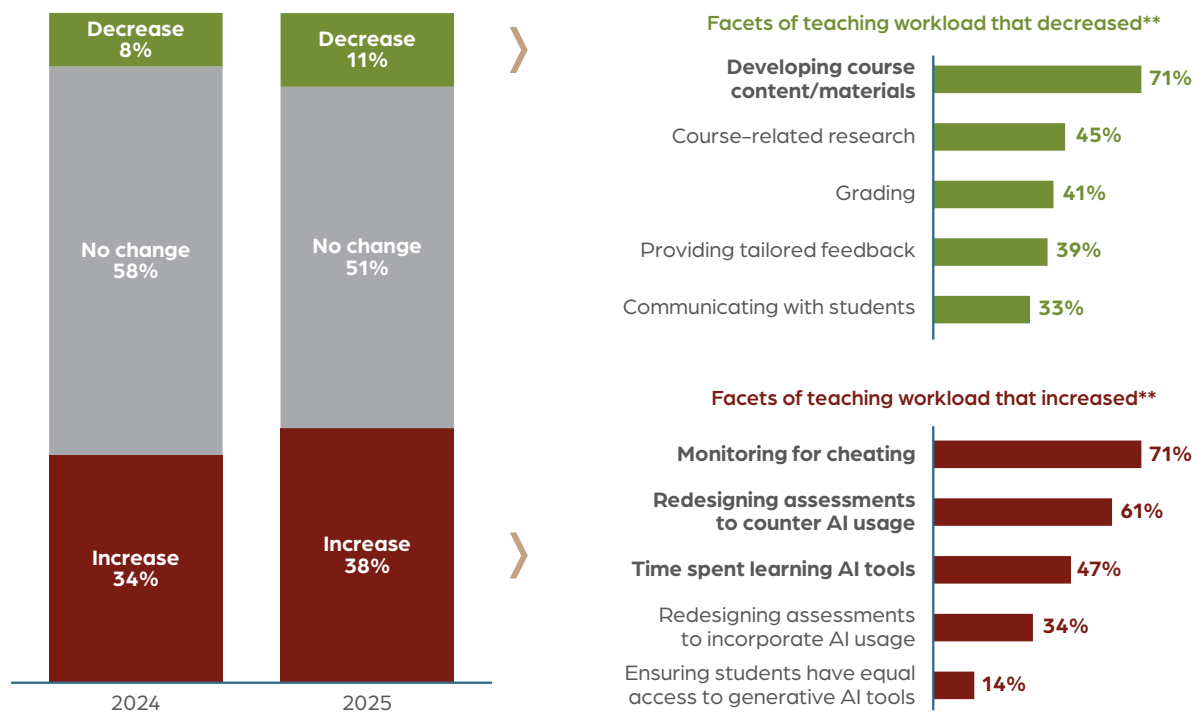 Decrease
8%
No change
58%
Increase
34%
2024
Decrease
11%
No change
51%
Increase
38%
2025
Facets of teaching workload that decreased**
Developing course
content/materials
71%
Course-related research
45%
Grading
41%
Providing tailored feedback
39%
Communicating with students
33%
Facets of teaching workload that increased**
Monitoring for cheating
71%
Redesigning assessments
to counter AI usage
61%
Time spent learning AI tools
47%
Redesigning assessments
to incorporate AI usage
34%
Ensuring students have equal
access to generative AI tools
14%